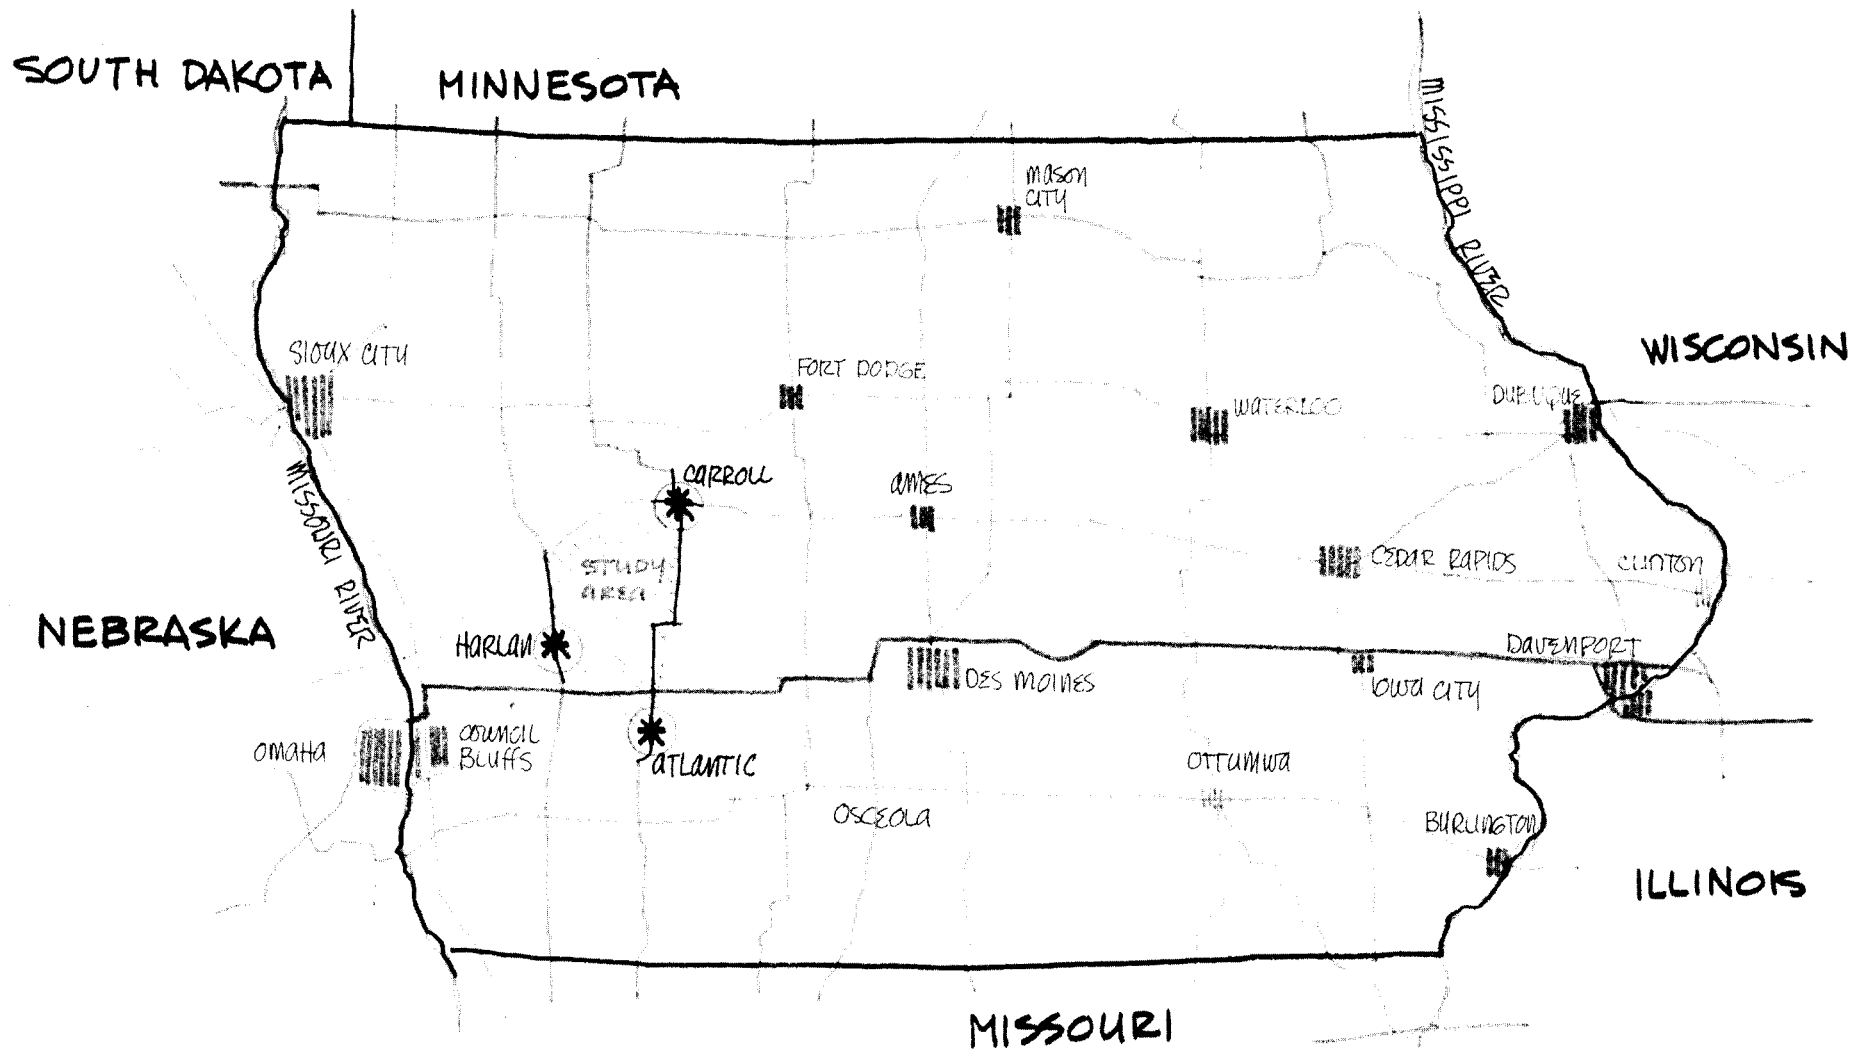 SOUTH DAKOTA
MINNESOTA
MISSISSIPPI RIVER
MASON
CITY
WISCONSIN
SIOUX CITY
FORT DODGE
WATERLOO
DUBUQUE
CARROLL
AMES
MISSOURI RIVER
STUDY
AREA
CEDAR RAPIDS
CLINTON
NEBRASKA
HARLAN
DAVENPORT
DES MOINES
IOWA CITY
OMAHA
COUNCIL
BLUFFS
ATLANTIC
OTTUMWA
OSCEOLA
BURLINGTON
ILLINOIS
MISSOURI